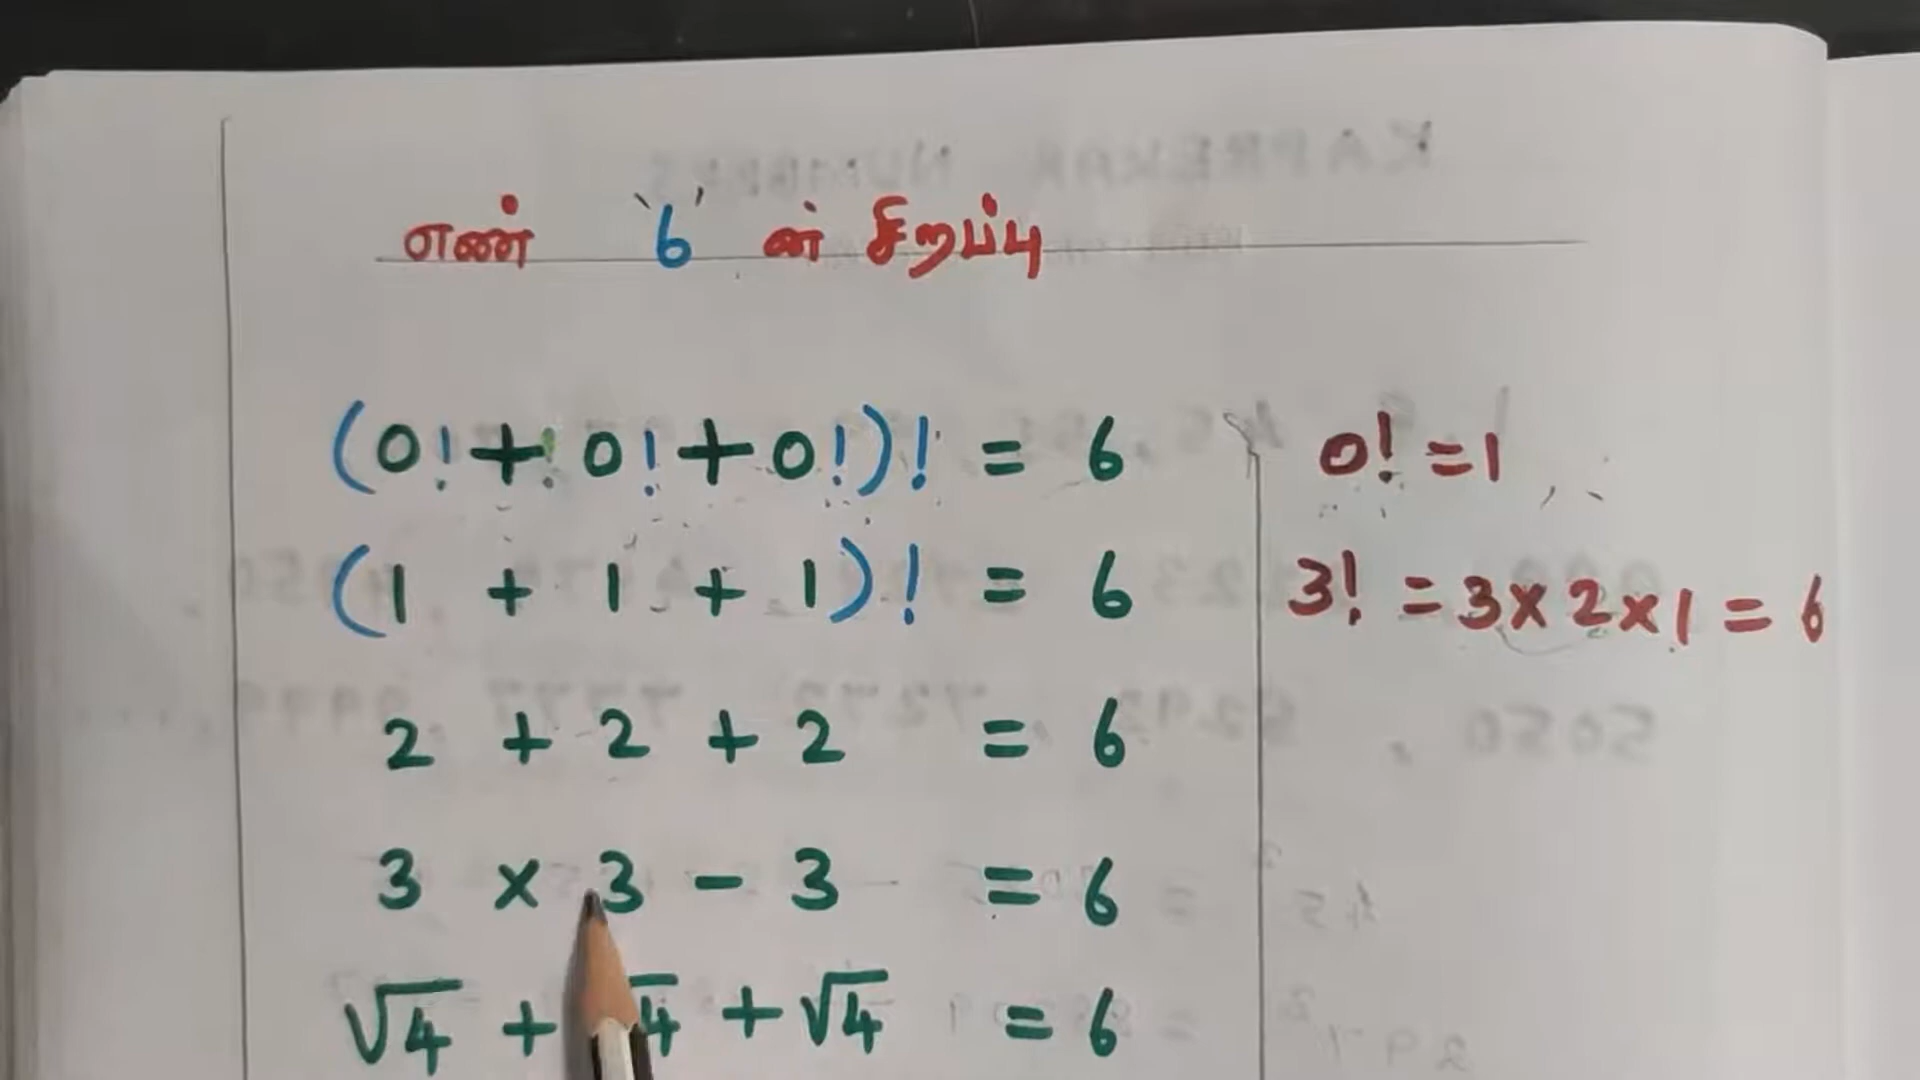 எண் '6' ன் சிறப்பு
(0! + 0! + 0!)! = 6
0! = 1
(1 + 1 + 1)! = 6
3! = 3 x 2 x 1 = 6
2 + 2 + 2 = 6
3 x 3 - 3 = 6
√4 + √4 + √4 = 6